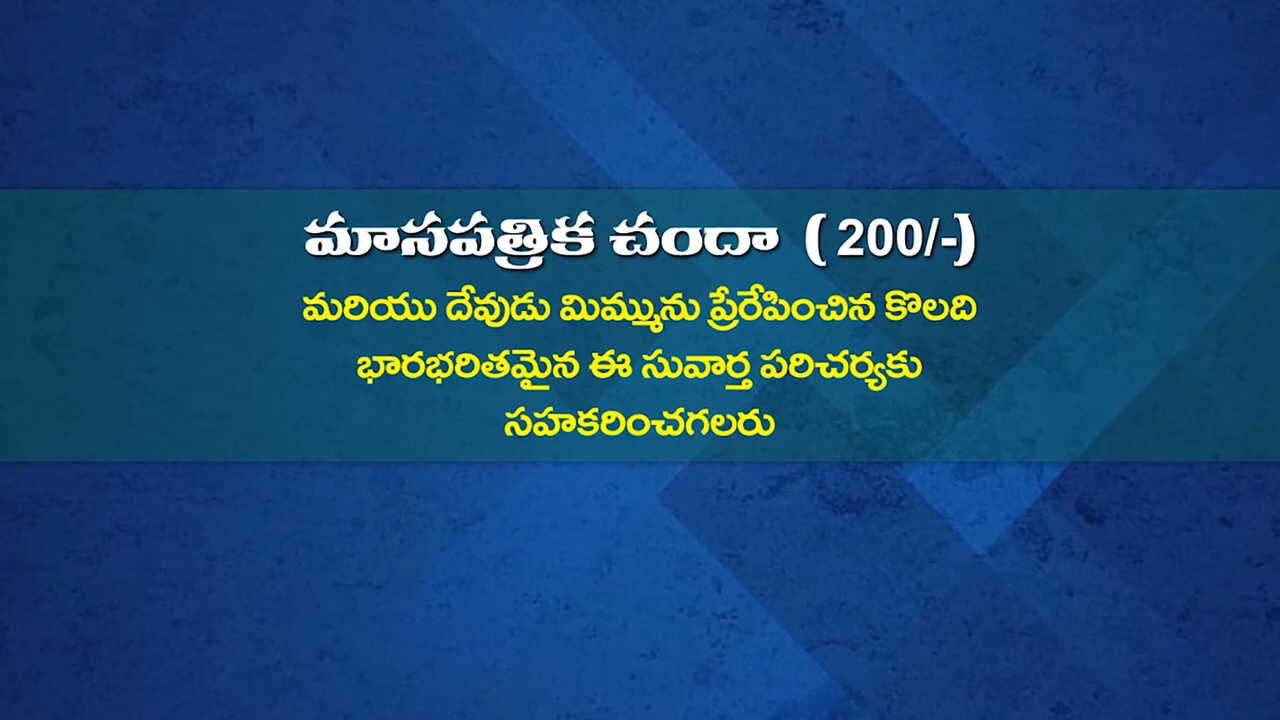 మాసపత్రిక చందా ( 200/-)
మరియు దేవుడు మిమ్మును ప్రేరేపించిన కొలది
భారభరితమైన ఈ సువార్త పరిచర్యకు
సహకరించగలరు